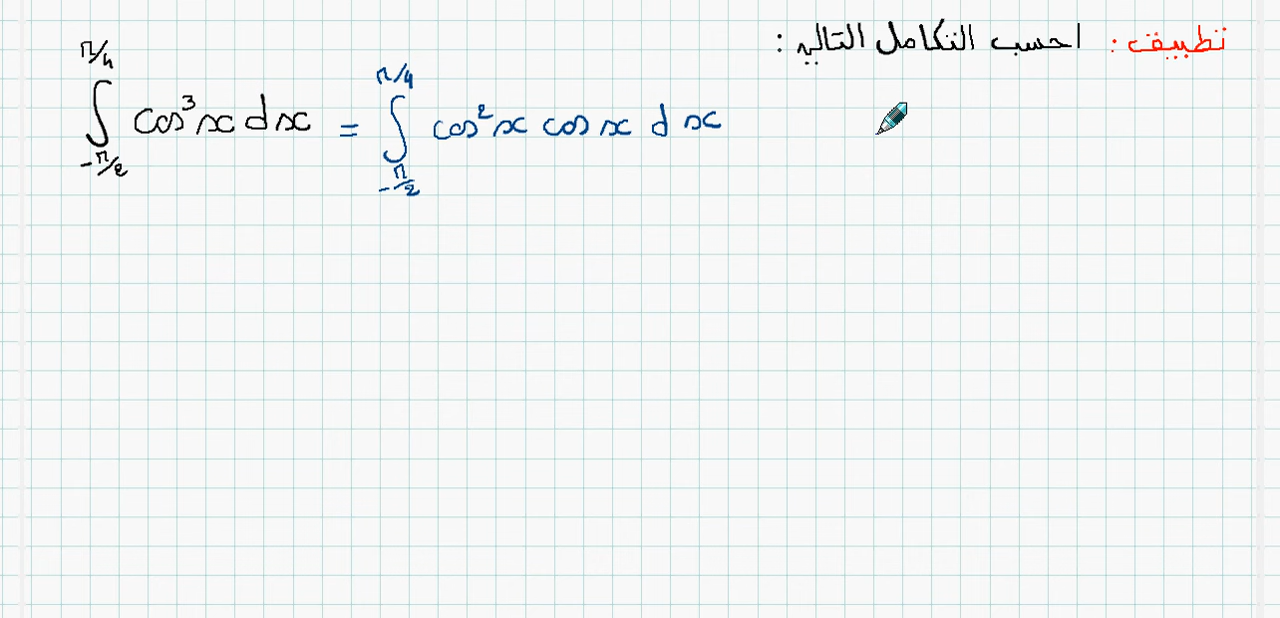 تطبيق: احسب التكامل التالي:
∫_{-π/2}^{π/4} cos³x dx = ∫_{-π/2}^{π/4} cos²x cos x dx